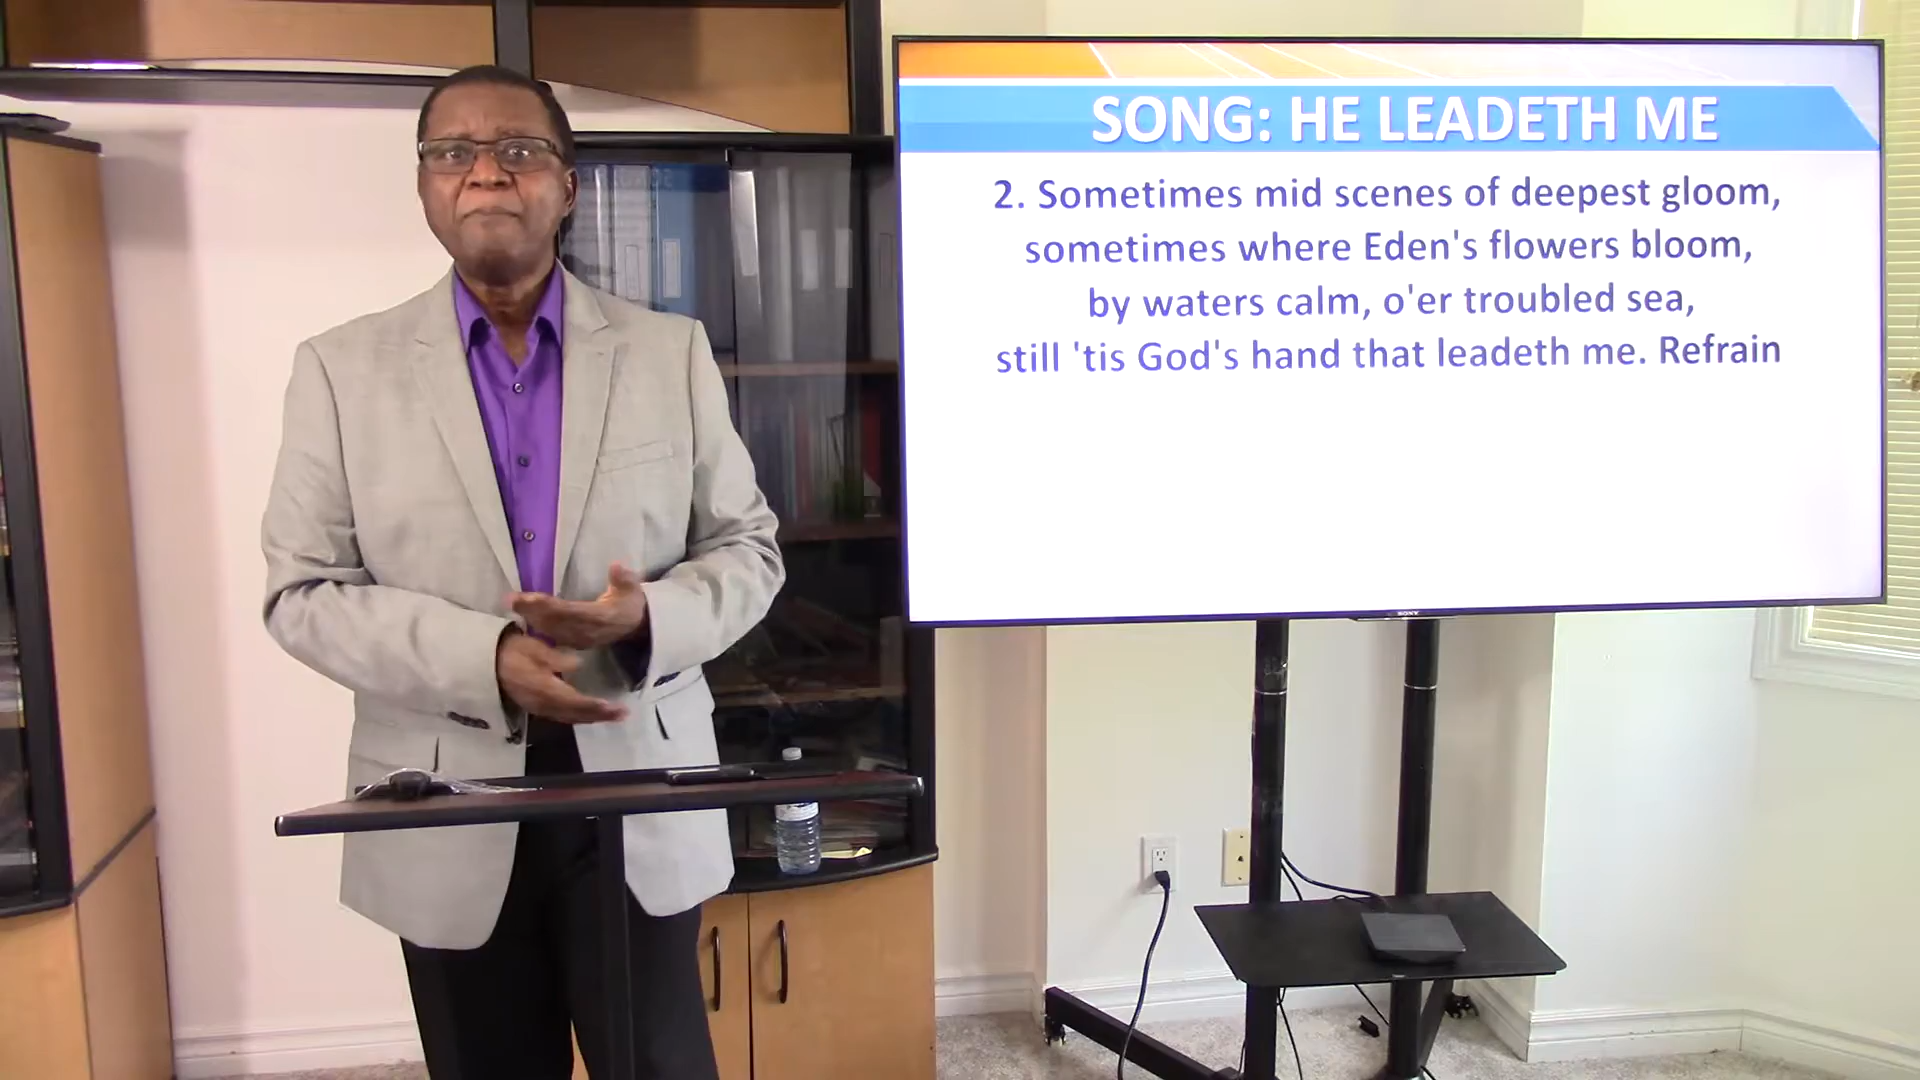 SONG: HE LEADETH ME
2. Sometimes mid scenes of deepest gloom,
sometimes where Eden's flowers bloom,
by waters calm, o'er troubled sea,
still 'tis God's hand that leadeth me. Refrain
SONY